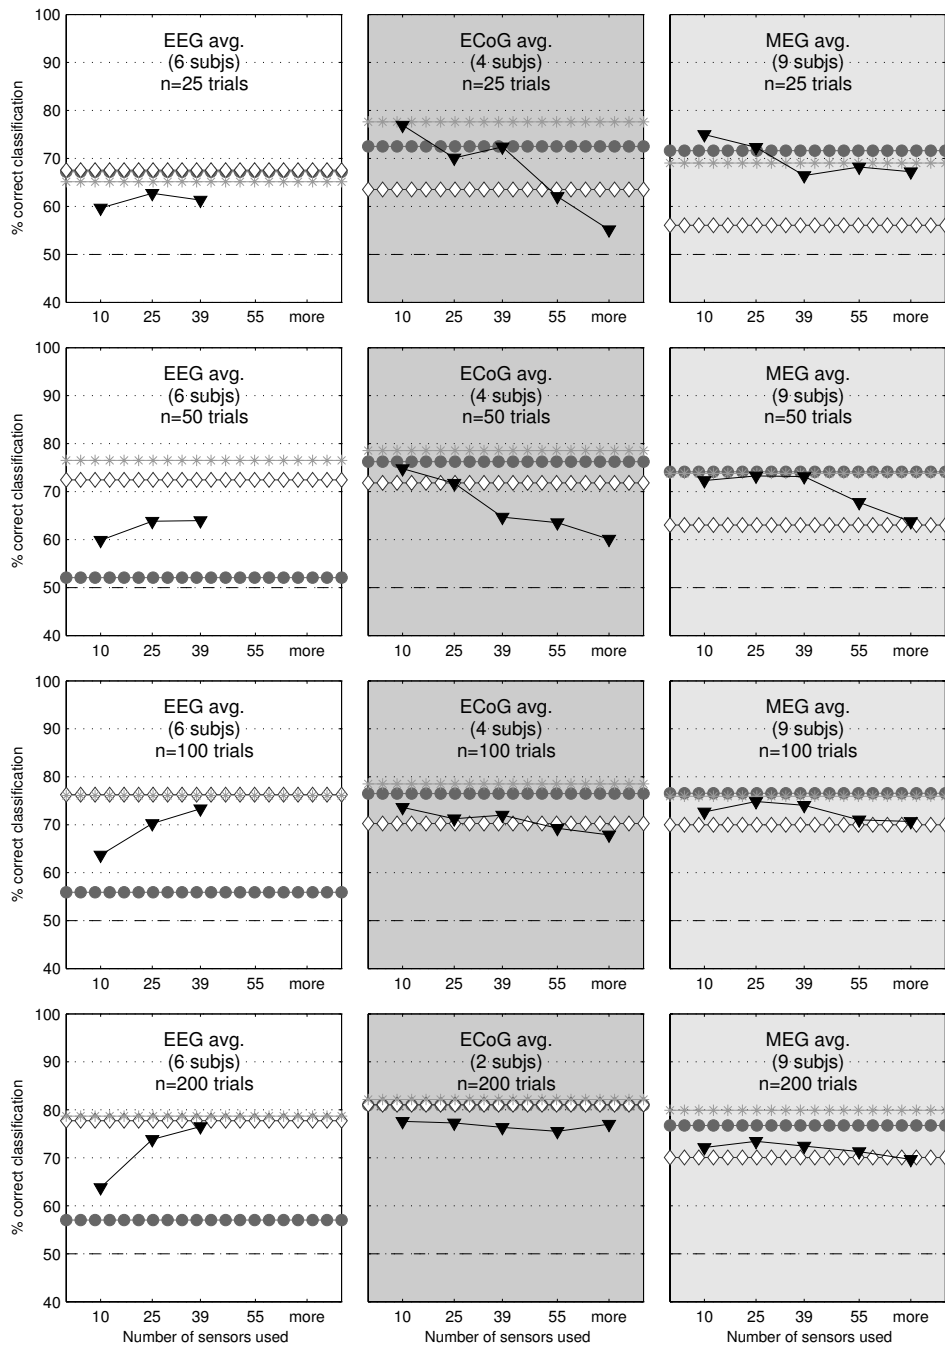 100
90
80
70
60
50
40
% correct classification
EEG avg.
(6 subjs)
n=25 trials
10 25 39 55 more
ECoG avg.
(4 subjs)
n=25 trials
10 25 39 55 more
MEG avg.
(9 subjs)
n=25 trials
10 25 39 55 more
100
90
80
70
60
50
40
% correct classification
EEG avg.
(6 subjs)
n=50 trials
10 25 39 55 more
ECoG avg.
(4 subjs)
n=50 trials
10 25 39 55 more
MEG avg.
(9 subjs)
n=50 trials
10 25 39 55 more
100
90
80
70
60
50
40
% correct classification
EEG avg.
(6 subjs)
n=100 trials
10 25 39 55 more
ECoG avg.
(4 subjs)
n=100 trials
10 25 39 55 more
MEG avg.
(9 subjs)
n=100 trials
10 25 39 55 more
100
90
80
70
60
50
40
% correct classification
EEG avg.
(6 subjs)
n=200 trials
10 25 39 55 more
Number of sensors used
ECoG avg.
(2 subjs)
n=200 trials
10 25 39 55 more
Number of sensors used
MEG avg.
(9 subjs)
n=200 trials
10 25 39 55 more
Number of sensors used